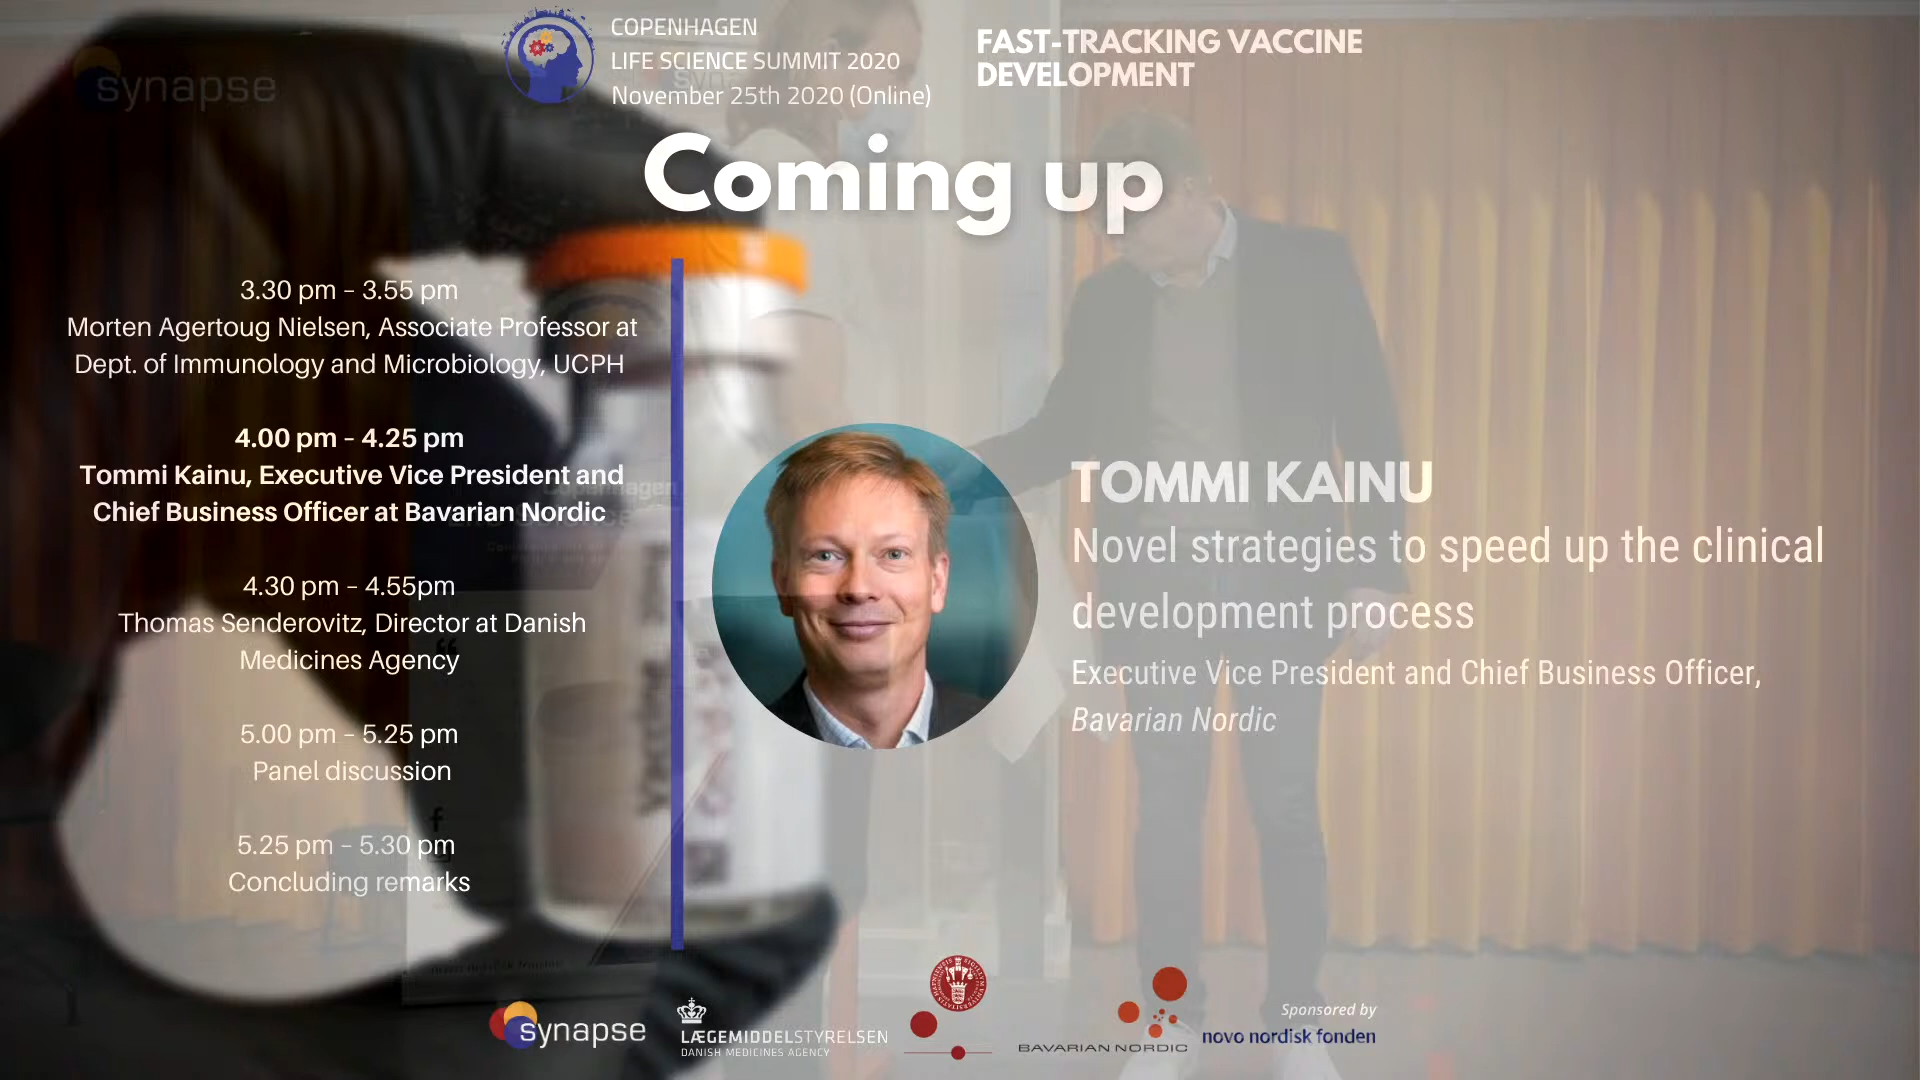 synapse
COPENHAGEN
LIFE SCIENCE SUMMIT 2020
November 25th 2020 (Online)
FAST-TRACKING VACCINE
DEVELOPMENT
Coming up
3.30 pm – 3.55 pm
Morten Agertoug Nielsen, Associate Professor at
Dept. of Immunology and Microbiology, UCPH
4.00 pm – 4.25 pm
Tommi Kainu, Executive Vice President and
Chief Business Officer at Bavarian Nordic
4.30 pm – 4.55pm
Thomas Senderovitz, Director at Danish
Medicines Agency
5.00 pm – 5.25 pm
Panel discussion
5.25 pm – 5.30 pm
Concluding remarks
TOMMI KAINU
Novel strategies to speed up the clinical
development process
Executive Vice President and Chief Business Officer,
Bavarian Nordic
synapse
LÆGEMIDDELSTYRELSEN
DANISH MEDICINES AGENCY
BAVARIAN NORDIC
Sponsored by
novo nordisk fonden